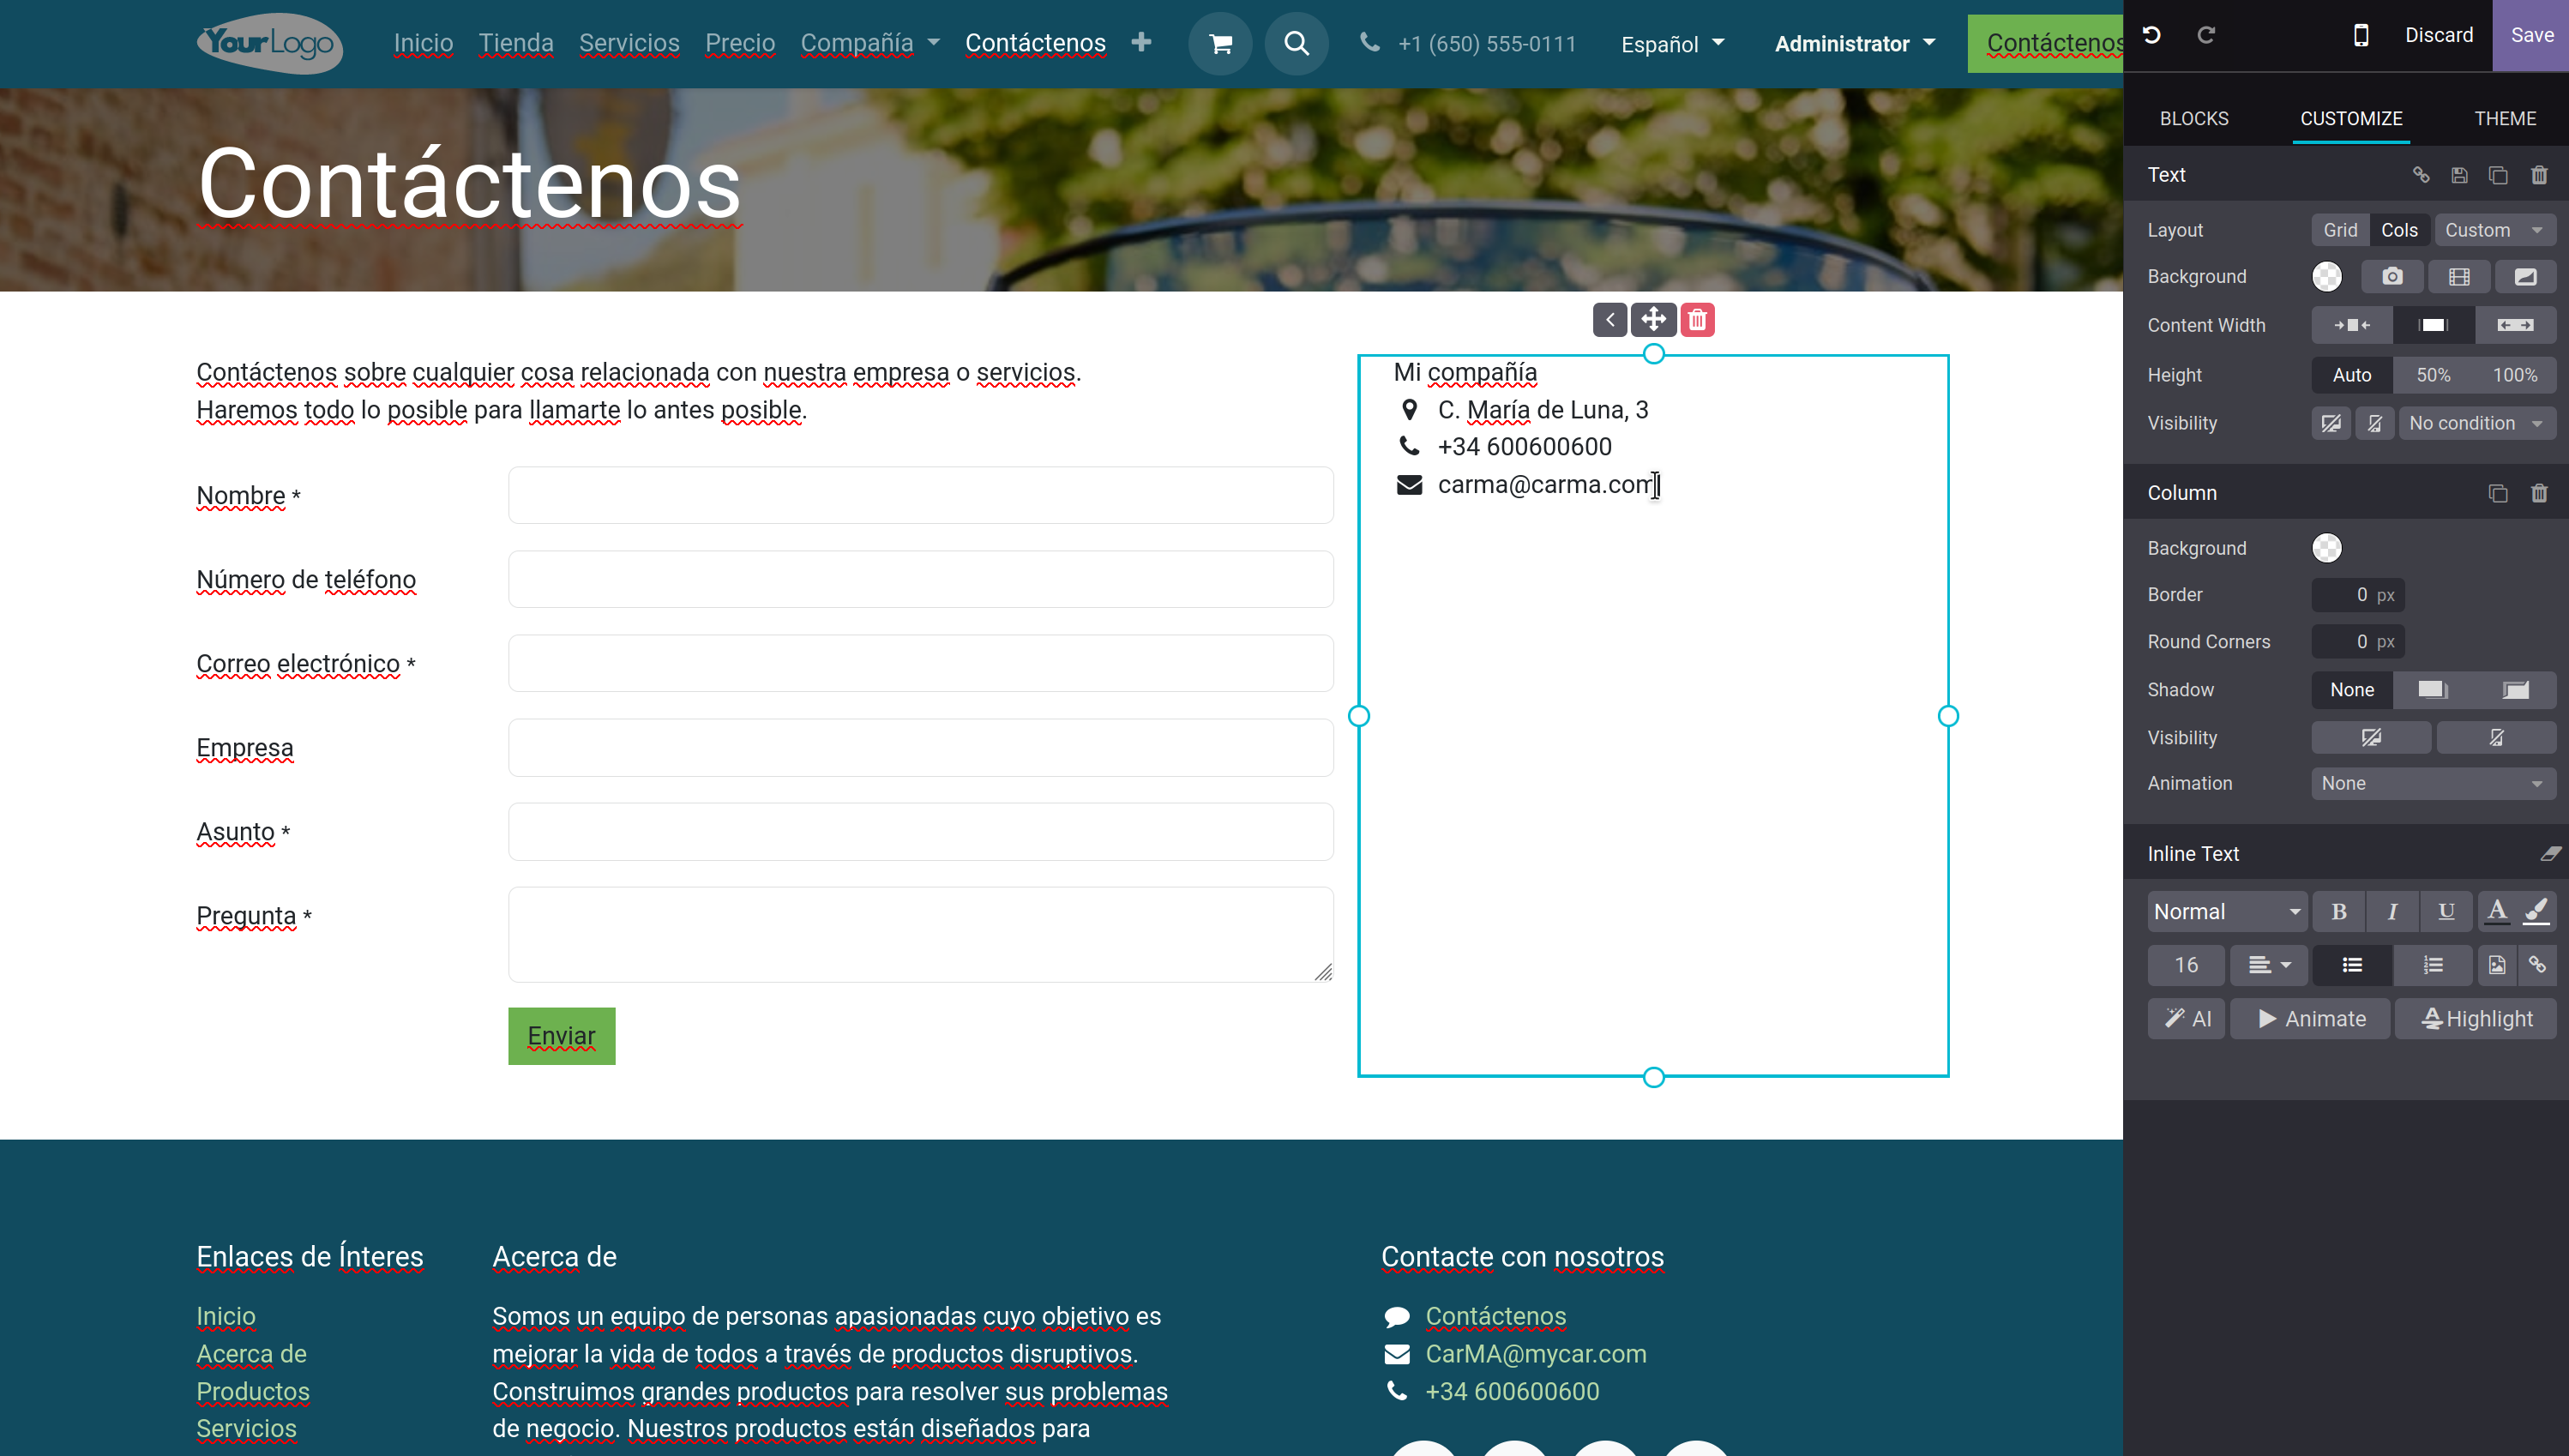 YourLogo
Inicio Tienda Servicios Precio Compañía Contáctenos +1 (650) 555-0111 Español Administrator Contáctenos
Discard Save
BLOCKS CUSTOMIZE THEME
Contáctenos
Contáctenos sobre cualquier cosa relacionada con nuestra empresa o servicios.
Haremos todo lo posible para llamarte lo antes posible.
Nombre *
Número de teléfono
Correo electrónico *
Empresa
Asunto *
Pregunta *
Enviar
Mi compañía
C. María de Luna, 3
+34 600600600
carma@carma.com
Text
Layout Grid Cols Custom
Background
Content Width
Height Auto 50% 100%
Visibility No condition
Column
Background
Border 0 px
Round Corners 0 px
Shadow None
Visibility
Animation None
Inline Text
Normal B I U A
16
AI Animate Highlight
Enlaces de Ínteres
Inicio
Acerca de
Productos
Servicios
Acerca de
Somos un equipo de personas apasionadas cuyo objetivo es
mejorar la vida de todos a través de productos disruptivos.
Construimos grandes productos para resolver sus problemas
de negocio. Nuestros productos están diseñados para
Contacte con nosotros
Contáctenos
CarMA@mycar.com
+34 600600600